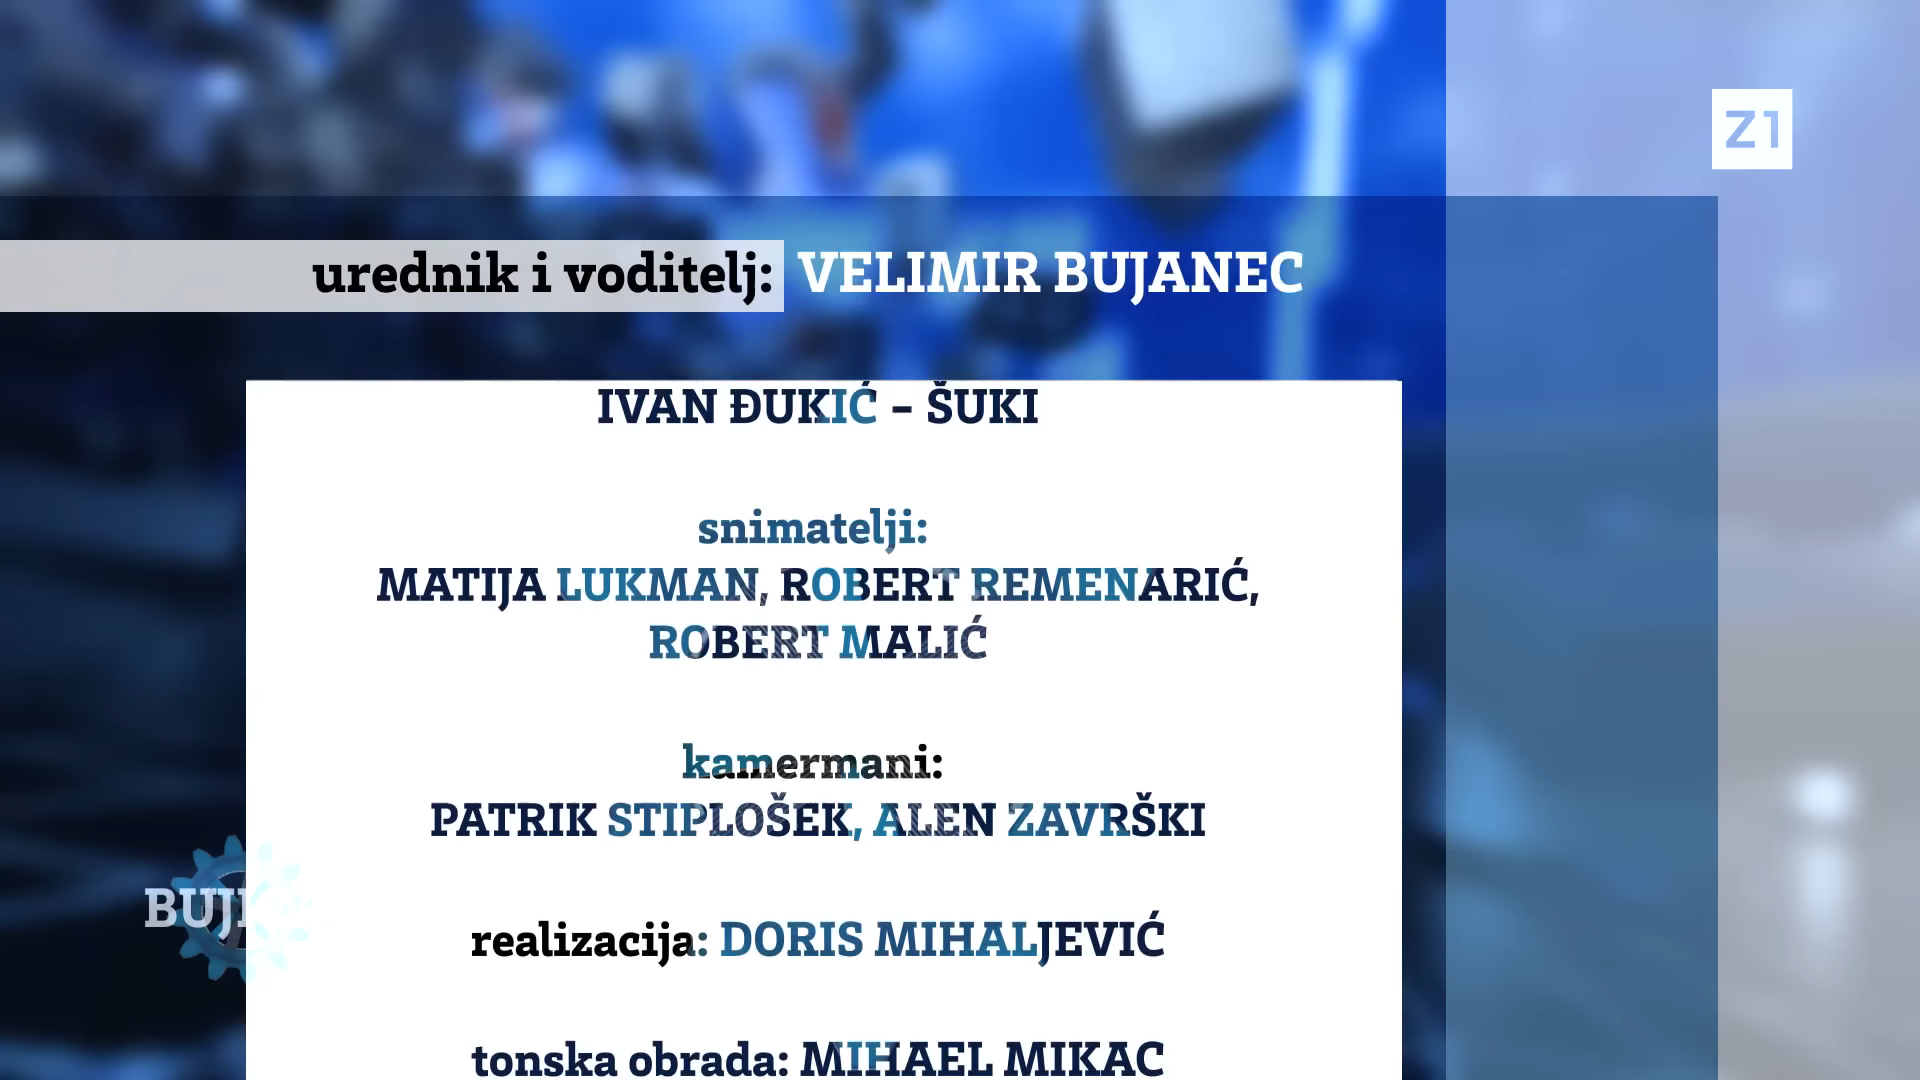 Z1
urednik i voditelj: VELIMIR BUJANEC
IVAN ĐUKIĆ – ŠUKI
snimatelji:
MATIJA LUKMAN, ROBERT REMENARIĆ,
ROBERT MALIĆ
kamermani:
PATRIK STIPLOŠEK, ALEN ZAVRŠKI
realizacija: DORIS MIHALJEVIĆ
tonska obrada: MIHAEL MIKAC